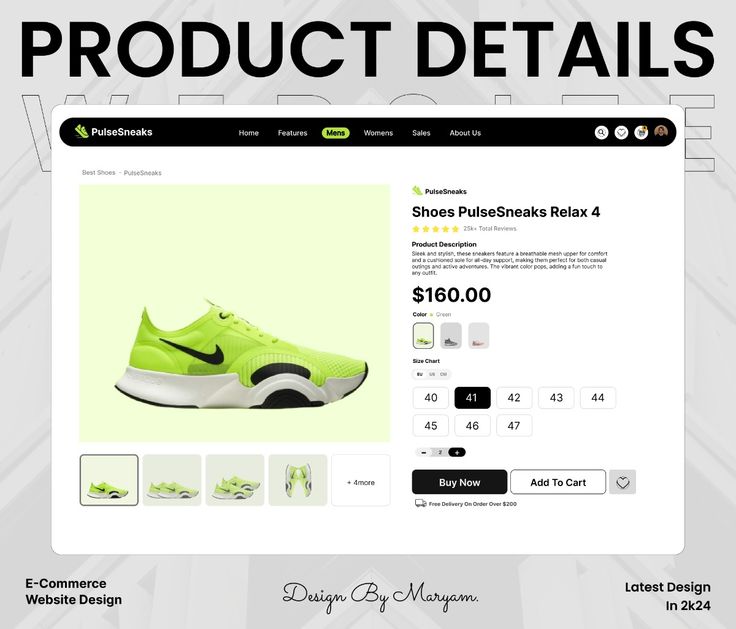 PRODUCT DETAILS
WEBSITE
PulseSneaks
Home Features Mens Womens Sales About Us
Best Shoes - PulseSneaks
PulseSneaks
Shoes PulseSneaks Relax 4
25k+ Total Reviews
Product Description
Sleek and stylish, these sneakers feature a breathable mesh upper for comfort
and a cushioned sole for all-day support, making them perfect for both casual
outings and active adventures. The vibrant color pops, adding a fun touch to
any outfit.
$160.00
Color Green
Size Chart
EU US CM
40 41 42 43 44
45 46 47
- 2 +
+ 4more
Buy Now Add To Cart
Free Delivery On Order Over $200
E-Commerce
Website Design
Design By Maryam.
Latest Design
In 2k24